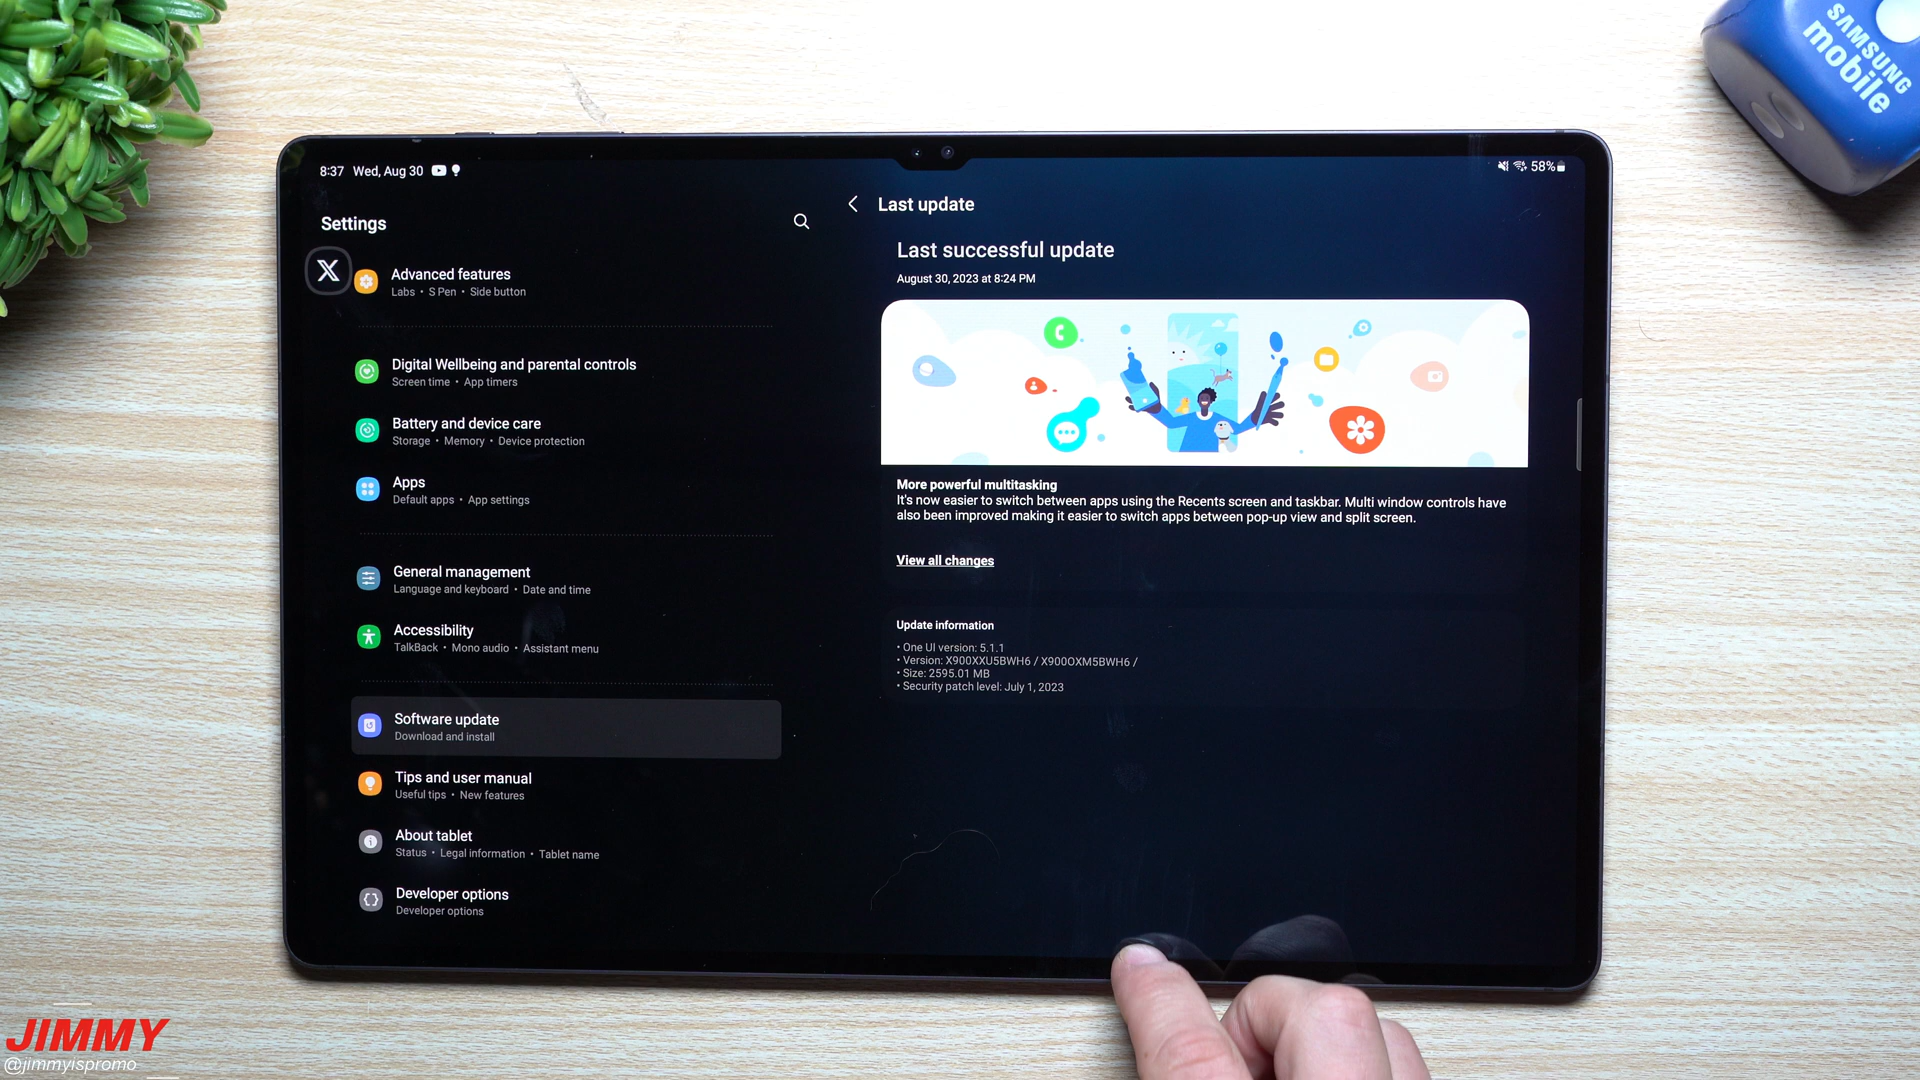 SAMSUNG
mobile
8:37 Wed, Aug 30
58%
Settings
Advanced features
Labs • S Pen • Side button
Digital Wellbeing and parental controls
Screen time • App timers
Battery and device care
Storage • Memory • Device protection
Apps
Default apps • App settings
General management
Language and keyboard • Date and time
Accessibility
TalkBack • Mono audio • Assistant menu
Software update
Download and install
Tips and user manual
Useful tips • New features
About tablet
Status • Legal information • Tablet name
Developer options
Developer options
Last update
Last successful update
August 30, 2023 at 8:24 PM
More powerful multitasking
It's now easier to switch between apps using the Recents screen and taskbar. Multi window controls have
also been improved making it easier to switch apps between pop-up view and split screen.
View all changes
Update information
• One UI version: 5.1.1
• Version: X900XXU5BWH6 / X900OXM5BWH6 /
• Size: 2595.01 MB
• Security patch level: July 1, 2023
JIMMY
@jimmyispromo